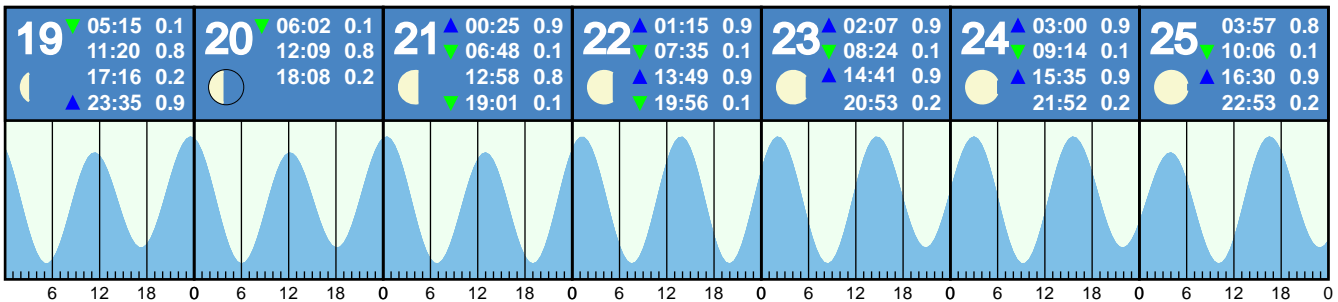 19 ▼ 05:15 0.1
11:20 0.8
17:16 0.2
▲ 23:35 0.9
20 ▼ 06:02 0.1
12:09 0.8
18:08 0.2
21 ▲ 00:25 0.9
▼ 06:48 0.1
12:58 0.8
▼ 19:01 0.1
22 ▲ 01:15 0.9
▼ 07:35 0.1
▲ 13:49 0.9
▼ 19:56 0.1
23 ▲ 02:07 0.9
▼ 08:24 0.1
▲ 14:41 0.9
20:53 0.2
24 ▲ 03:00 0.9
▼ 09:14 0.1
▲ 15:35 0.9
21:52 0.2
25 03:57 0.8
▼ 10:06 0.1
▲ 16:30 0.9
22:53 0.2
6 12 18 0 6 12 18 0 6 12 18 0 6 12 18 0 6 12 18 0 6 12 18 0 6 12 18 0